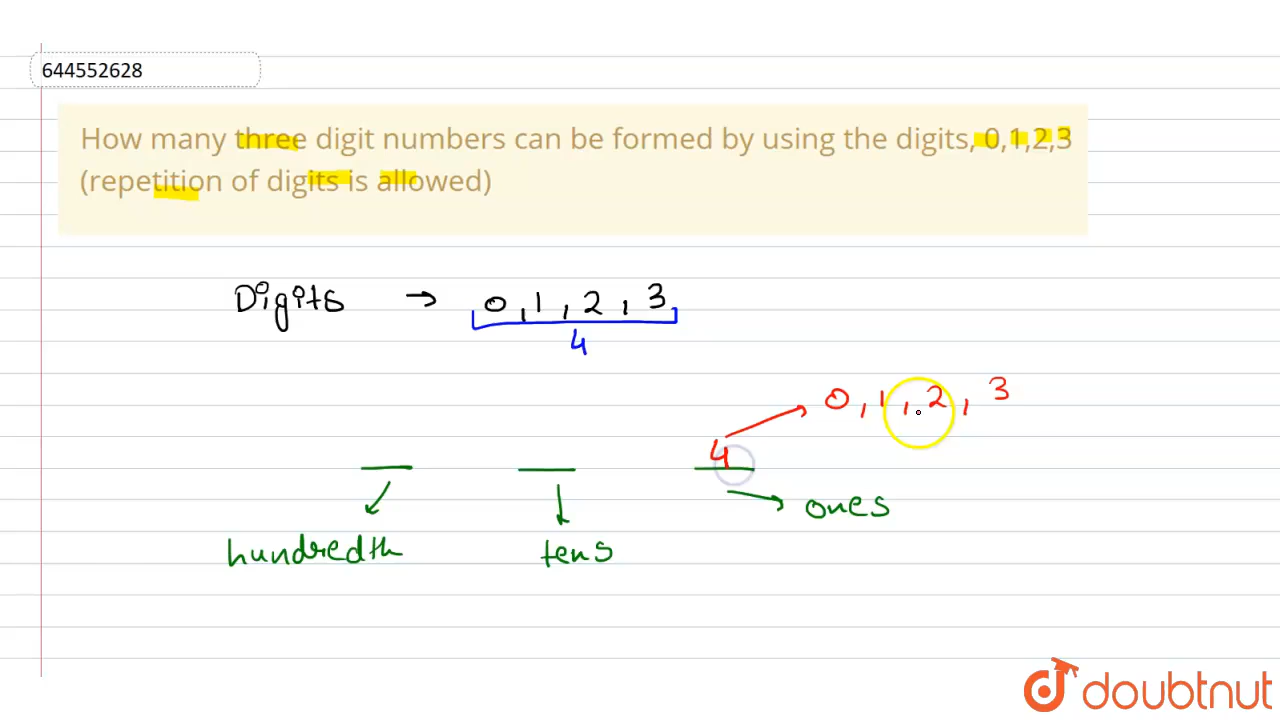 644552628
How many three digit numbers can be formed by using the digits, 0,1,2,3
(repetition of digits is allowed)
Digits → 0, 1, 2, 3
4
0, 1, 2, 3
4
ones
hundredth
tens
doubtnut